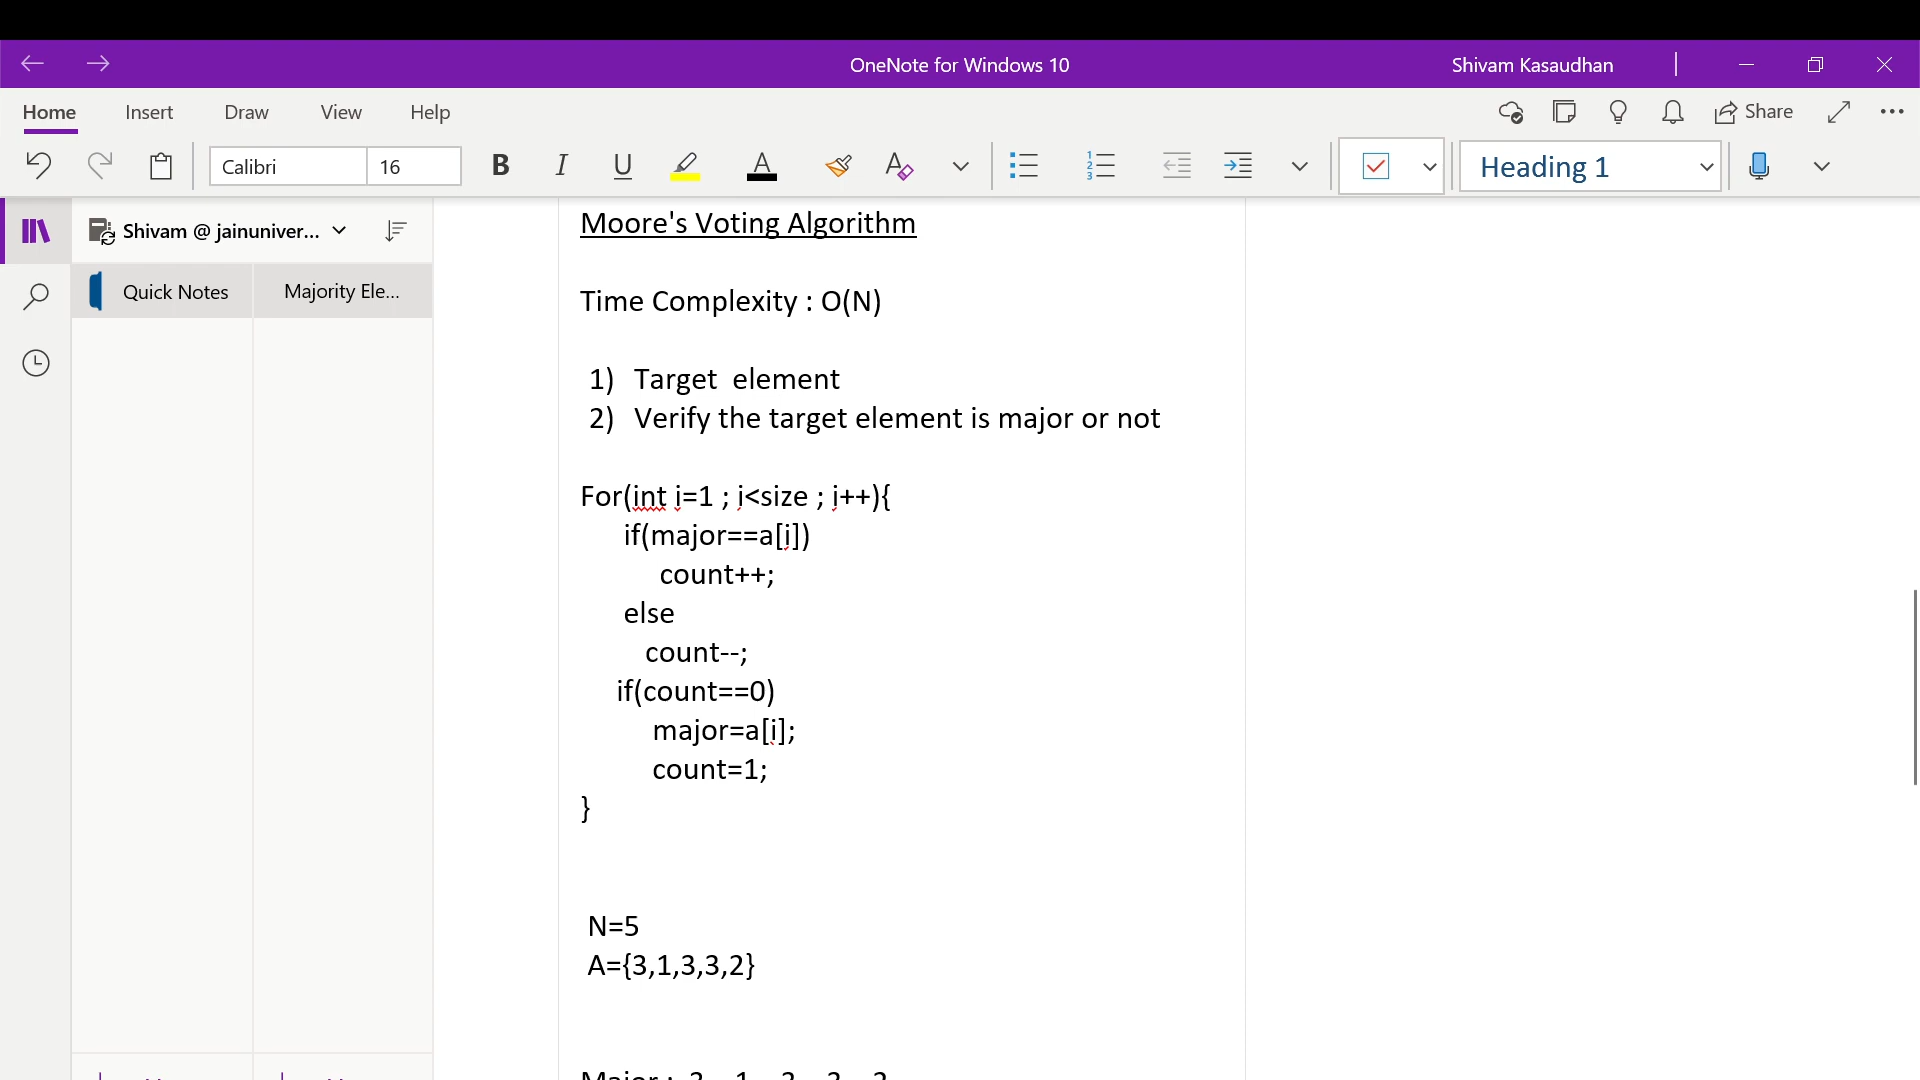 OneNote for Windows 10
Shivam Kasaudhan
Home Insert Draw View Help
Share
Calibri 16 B I U A A Heading 1
Shivam @ jainuniver...
Quick Notes
Majority Ele...
Moore's Voting Algorithm
Time Complexity : O(N)
1) Target element
2) Verify the target element is major or not
For(int i=1 ; i<size ; i++){
if(major==a[i])
count++;
else
count--;
if(count==0)
major=a[i];
count=1;
}
N=5
A={3,1,3,3,2}